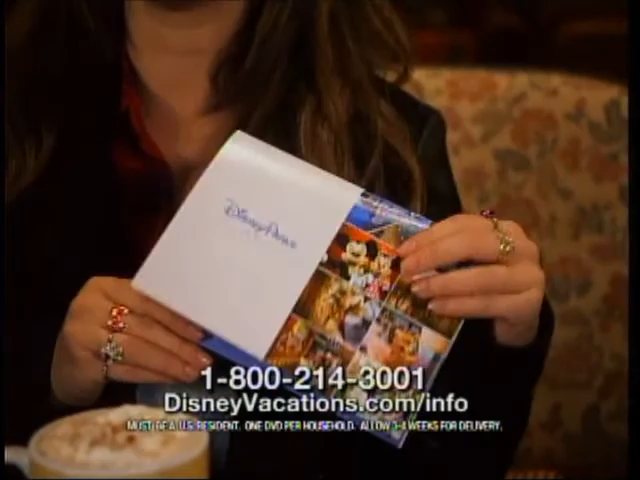 Disney Parks
1-800-214-3001
DisneyVacations.com/info
MUST BE A U.S. RESIDENT. ONE DVD PER HOUSEHOLD. ALLOW 3-4 WEEKS FOR DELIVERY.